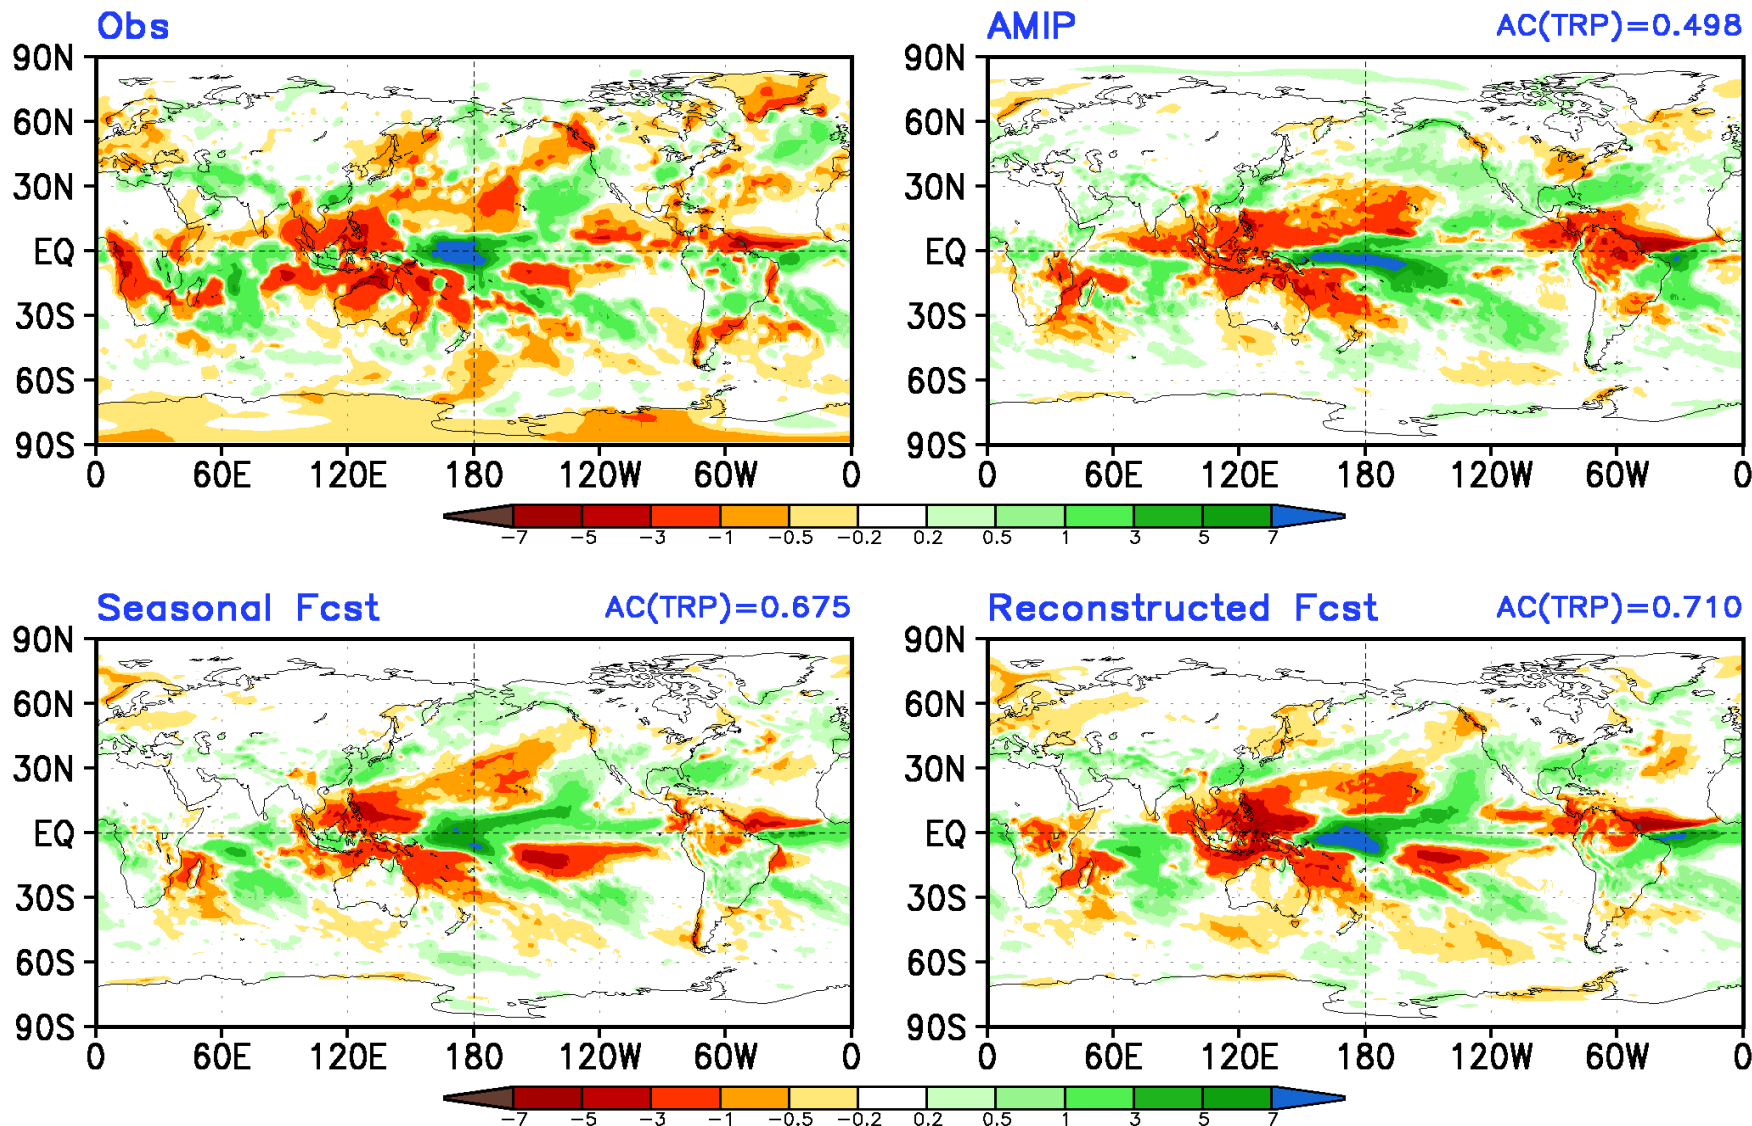 Obs
AMIP AC(TRP)=0.498
90N 90N
60N 60N
30N 30N
EQ EQ
30S 30S
60S 60S
90S 90S
0 60E 120E 180 120W 60W 0 0 60E 120E 180 120W 60W 0
-7 -5 -3 -1 -0.5 -0.2 0.2 0.5 1 3 5 7
Seasonal Fcst AC(TRP)=0.675
Reconstructed Fcst AC(TRP)=0.710
90N 90N
60N 60N
30N 30N
EQ EQ
30S 30S
60S 60S
90S 90S
0 60E 120E 180 120W 60W 0 0 60E 120E 180 120W 60W 0
-7 -5 -3 -1 -0.5 -0.2 0.2 0.5 1 3 5 7